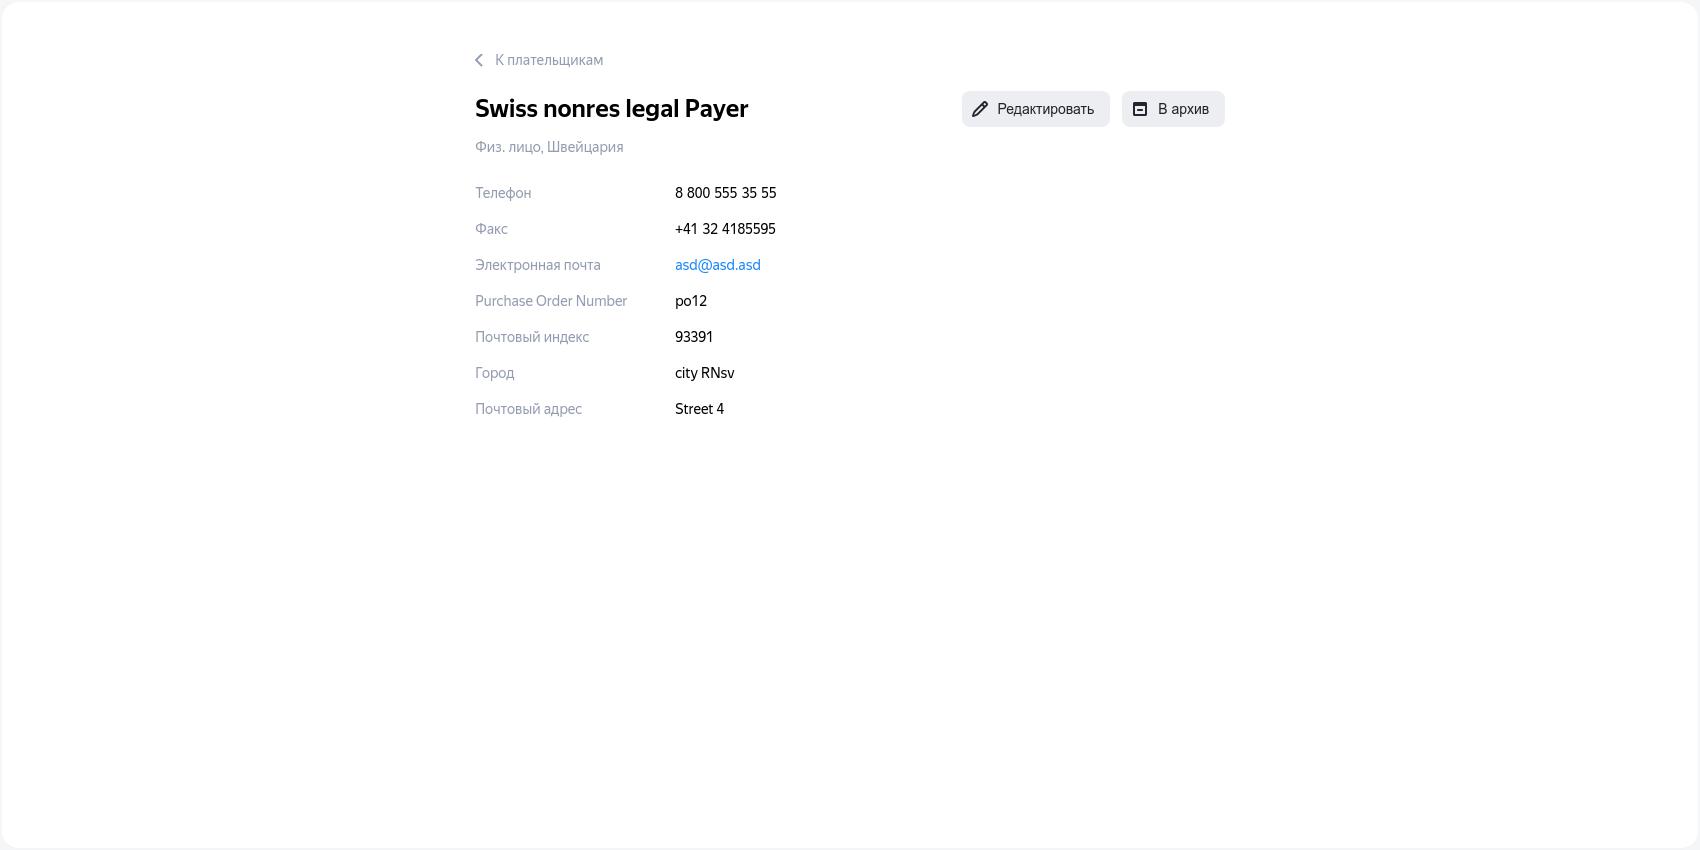 К плательщикам
Swiss nonres legal Payer
Редактировать
В архив
Физ. лицо, Швейцария
Телефон 8 800 555 35 55
Факс +41 32 4185595
Электронная почта asd@asd.asd
Purchase Order Number po12
Почтовый индекс 93391
Город city RNsv
Почтовый адрес Street 4